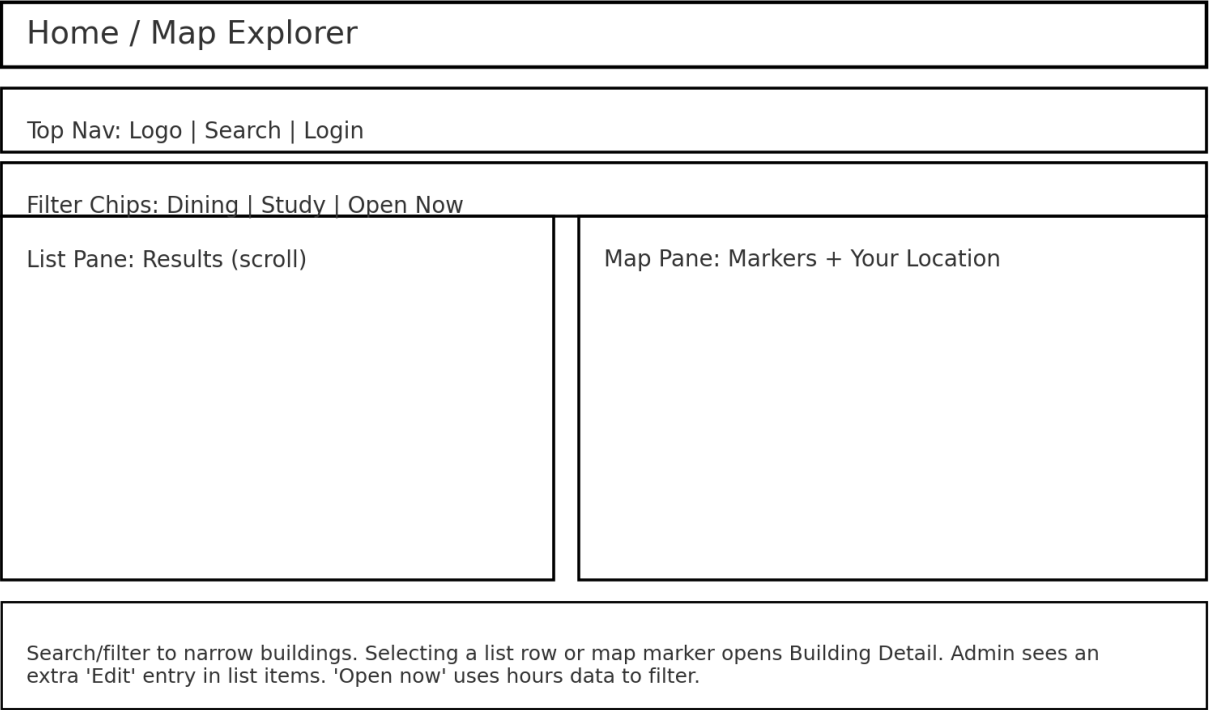 Home / Map Explorer
Top Nav: Logo | Search | Login
Filter Chips: Dining | Study | Open Now
List Pane: Results (scroll)
Map Pane: Markers + Your Location
Search/filter to narrow buildings. Selecting a list row or map marker opens Building Detail. Admin sees an
extra 'Edit' entry in list items. 'Open now' uses hours data to filter.